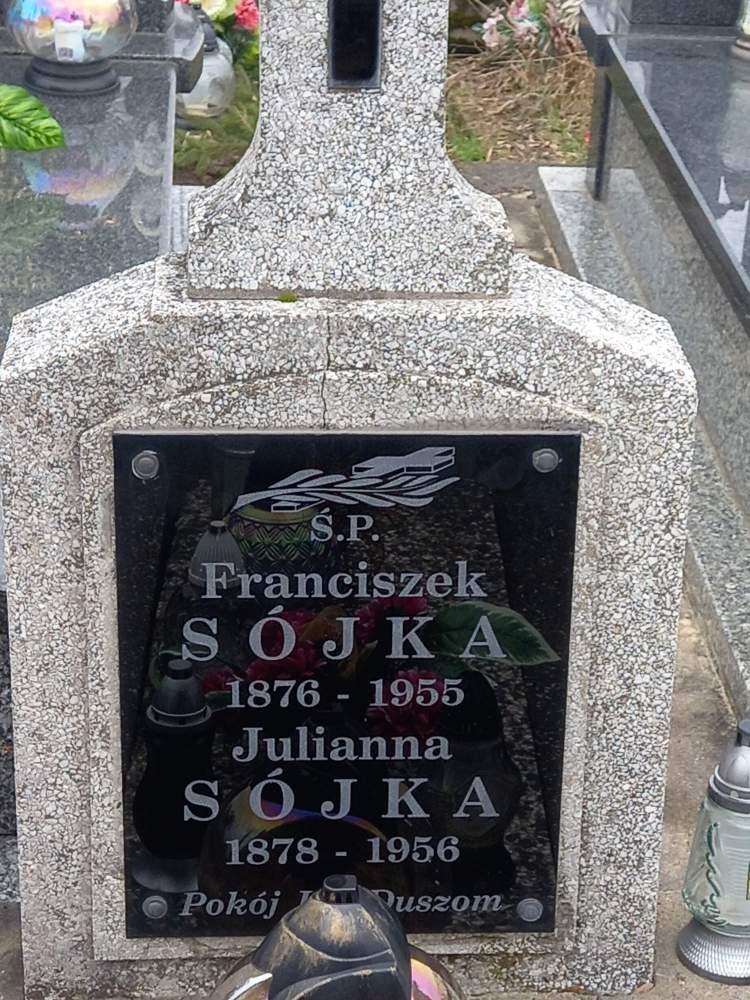 Ś.P.
Franciszek
SÓJKA
1876 - 1955
Julianna
SÓJKA
1878 - 1956
Pokój Duszom